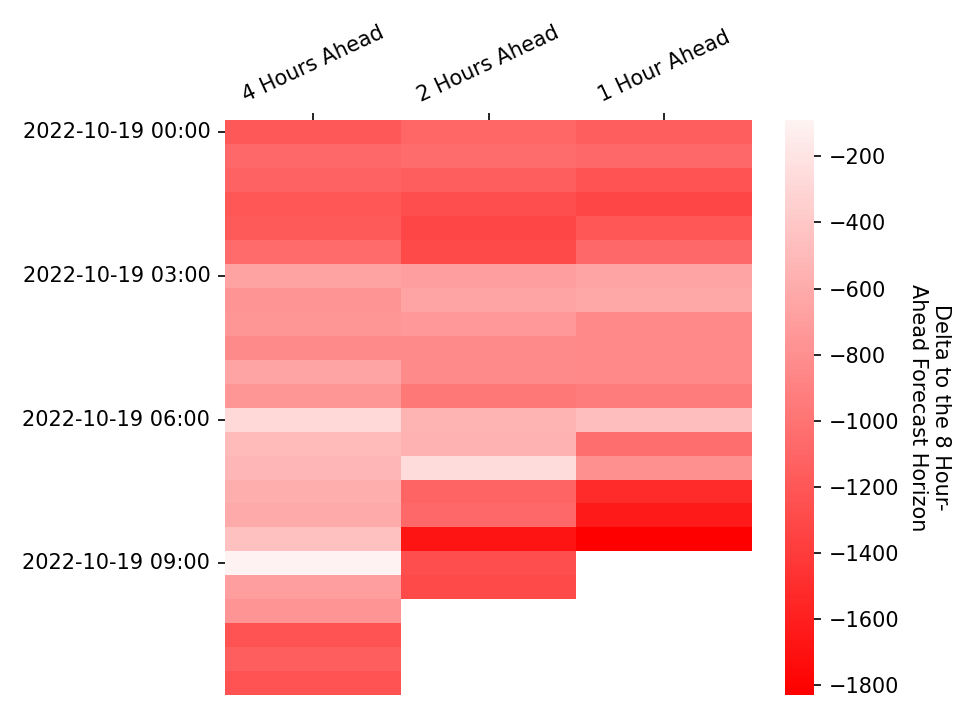 4 Hours Ahead
2 Hours Ahead
1 Hour Ahead
2022-10-19 00:00
2022-10-19 03:00
2022-10-19 06:00
2022-10-19 09:00
−200
−400
−600
−800
−1000
−1200
−1400
−1600
−1800
Delta to the 8 Hour-
Ahead Forecast Horizon